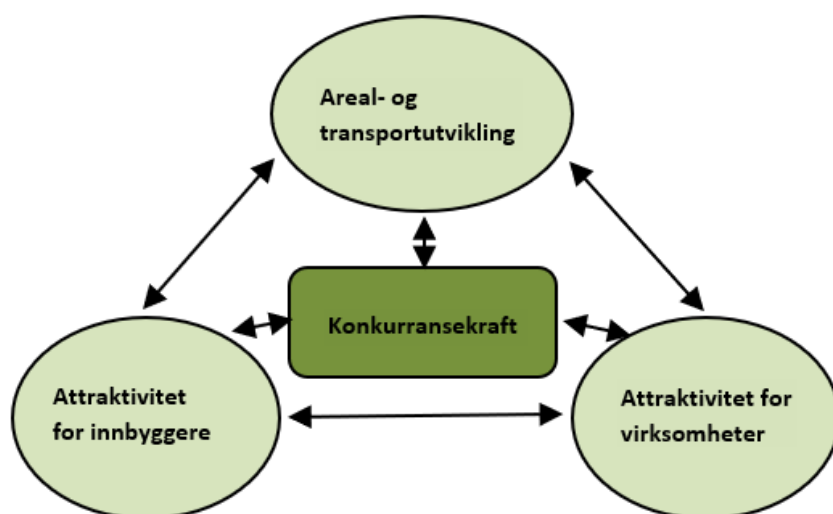 Areal- og
transportutvikling
Konkurransekraft
Attraktivitet
for innbyggere
Attraktivitet for
virksomheter